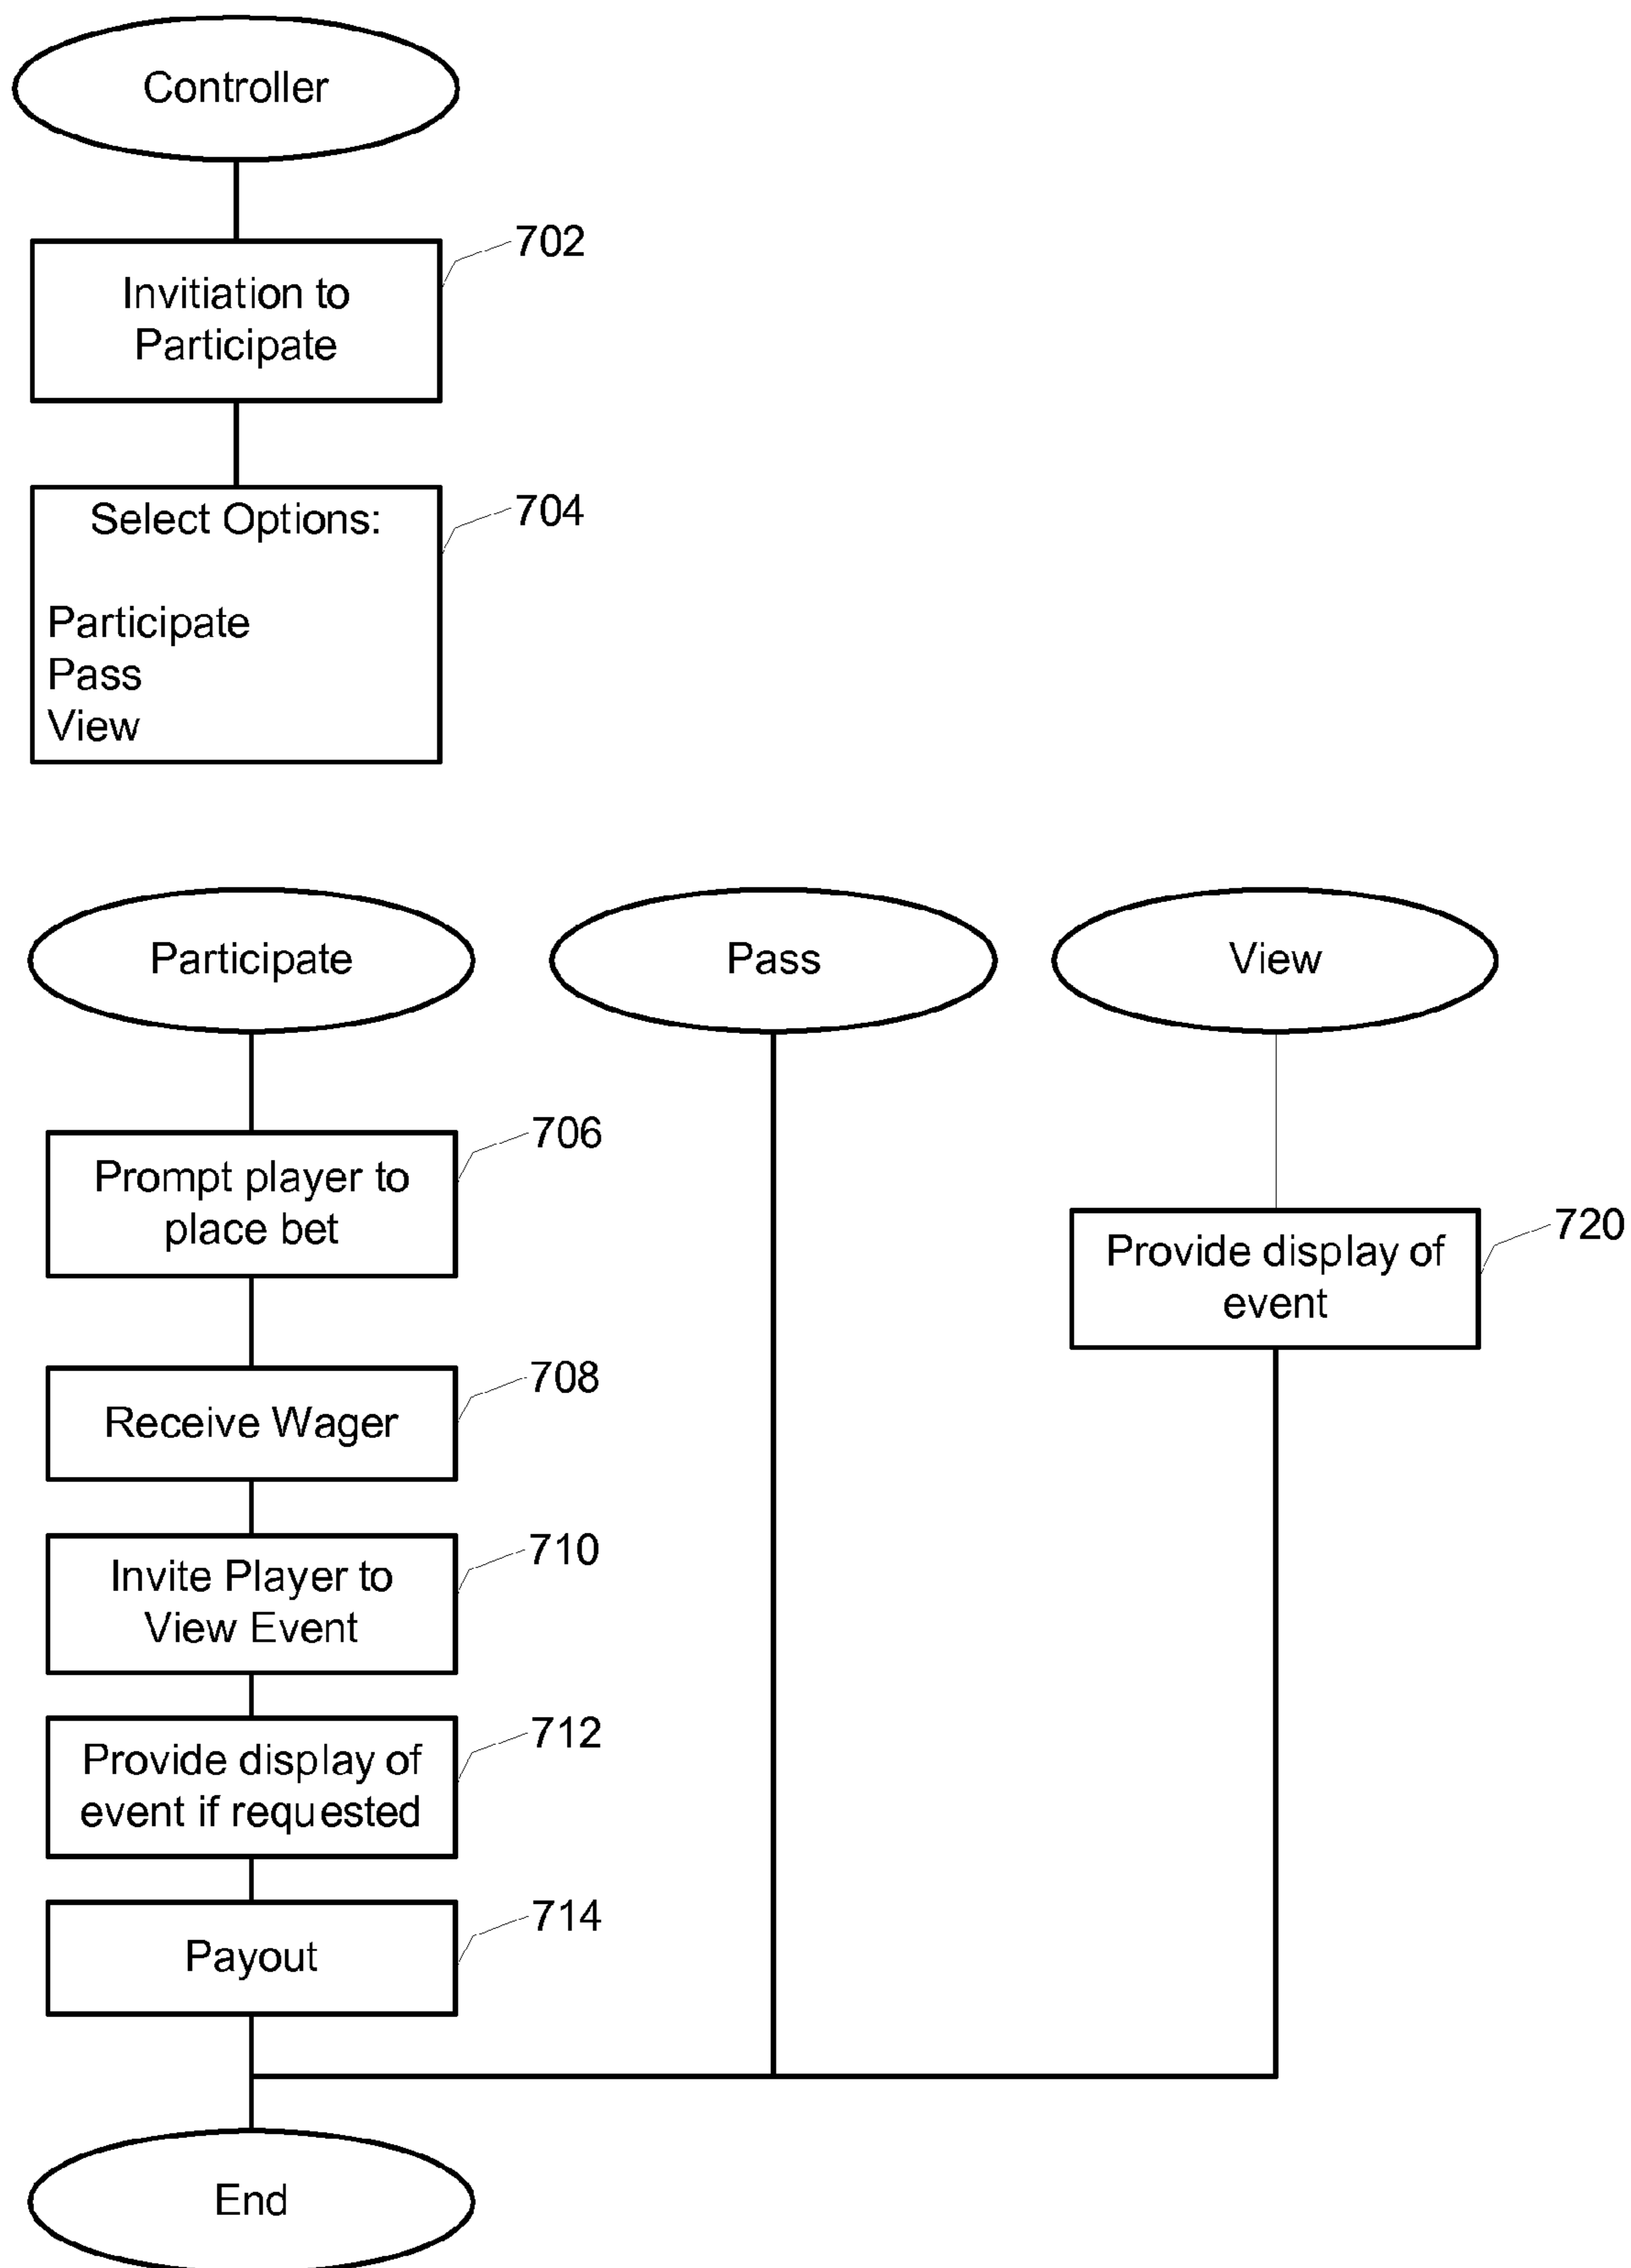 Controller
702
Invitiation to
Participate
704
Select Options:
Participate
Pass
View
Participate
Pass
View
706
Prompt player to
place bet
720
Provide display of
event
708
Receive Wager
710
Invite Player to
View Event
712
Provide display of
event if requested
714
Payout
End